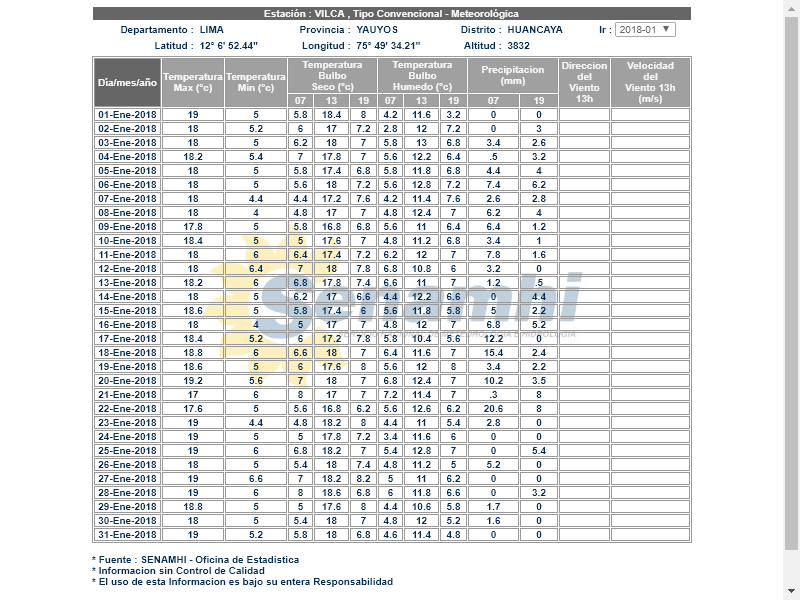 Estación : VILCA , Tipo Convencional - Meteorológica
Departamento : LIMA Provincia : YAUYOS Distrito : HUANCAYA Ir : 2018-01
Latitud : 12° 6' 52.44" Longitud : 75° 49' 34.21" Altitud : 3832
Día/mes/año Temperatura Max (°c) Temperatura Min (°c) Temperatura Bulbo Seco (°c) Temperatura Bulbo Humedo (°c) Precipitacion (mm) Direccion del Viento 13h Velocidad del Viento 13h (m/s)
07 13 19 07 13 19 07 19
01-Ene-2018 19 5 5.8 18.4 8 4.2 11.6 3.2 0 0
02-Ene-2018 18 5.2 6 17 7.2 2.8 12 7.2 0 3
03-Ene-2018 18 5 6.2 18 7 5.8 13 6.8 3.4 2.6
04-Ene-2018 18.2 5.4 7 17.8 7 5.6 12.2 6.4 .5 3.2
05-Ene-2018 18 5 5.8 17.4 6.8 5.8 11.8 6.8 4.4 4
06-Ene-2018 18 5 5.6 18 7.2 5.6 12.8 7.2 7.4 6.2
07-Ene-2018 18 4.4 4.4 17.2 7.6 4.2 11.4 7.6 2.6 2.8
08-Ene-2018 18 4 4.8 17 7 4.8 12.4 7 6.2 4
09-Ene-2018 17.8 5 5.8 16.8 6.8 5.6 11 6.4 6.4 1.2
10-Ene-2018 18.4 5 5 17.6 7 4.8 11.2 6.8 3.4 1
11-Ene-2018 18 6 6.4 17.4 7.2 6.2 12 7 7.8 1.6
12-Ene-2018 18 6.4 7 18 7.8 6.8 10.8 6 3.2 0
13-Ene-2018 18.2 6 6.8 17.8 7.4 6.6 11 7 1.2 .5
14-Ene-2018 18 5 6.2 17 6.6 4.4 12.2 6.6 0 4.4
15-Ene-2018 18.6 5 5.8 17.4 6 5.6 11.8 5.8 5 2.2
16-Ene-2018 18 4 5 17 7 4.8 12 7 6.8 5.2
17-Ene-2018 18.4 5.2 6 17.2 7.8 5.8 10.4 5.6 12.2 0
18-Ene-2018 18.8 6 6.6 18 7 6.4 11.6 7 15.4 2.4
19-Ene-2018 18.6 5 6 17.6 8 5.6 12 8 3.4 2.2
20-Ene-2018 19.2 5.6 7 18 7 6.8 12.4 7 10.2 3.5
21-Ene-2018 17 6 8 17 7 7.2 11.4 7 .3 8
22-Ene-2018 17.6 5 5.6 16.8 6.2 5.6 12.6 6.2 20.6 8
23-Ene-2018 19 4.4 4.8 18.2 8 4.4 11 5.4 2.8 0
24-Ene-2018 19 5 5 17.8 7.2 3.4 11.6 6 0 0
25-Ene-2018 19 6 6.8 18.2 7 5.4 12.8 7 0 5.4
26-Ene-2018 18 5 5.4 18 7.4 4.8 11.2 5 5.2 0
27-Ene-2018 19 6.6 7 18.2 8.2 5 11 6.2 0 0
28-Ene-2018 19 6 8 18.6 6.8 6 11.8 6.6 0 3.2
29-Ene-2018 18.8 5 5 17.6 8 4.4 10.6 5.8 1.7 0
30-Ene-2018 18 5 5.4 18 7 4.8 12 5.2 1.6 0
31-Ene-2018 19 5.2 5.8 18 6.8 4.6 11.4 4.8 0 0
Senamhi
* Fuente : SENAMHI - Oficina de Estadistica
* Informacion sin Control de Calidad
* El uso de esta Informacion es bajo su entera Responsabilidad